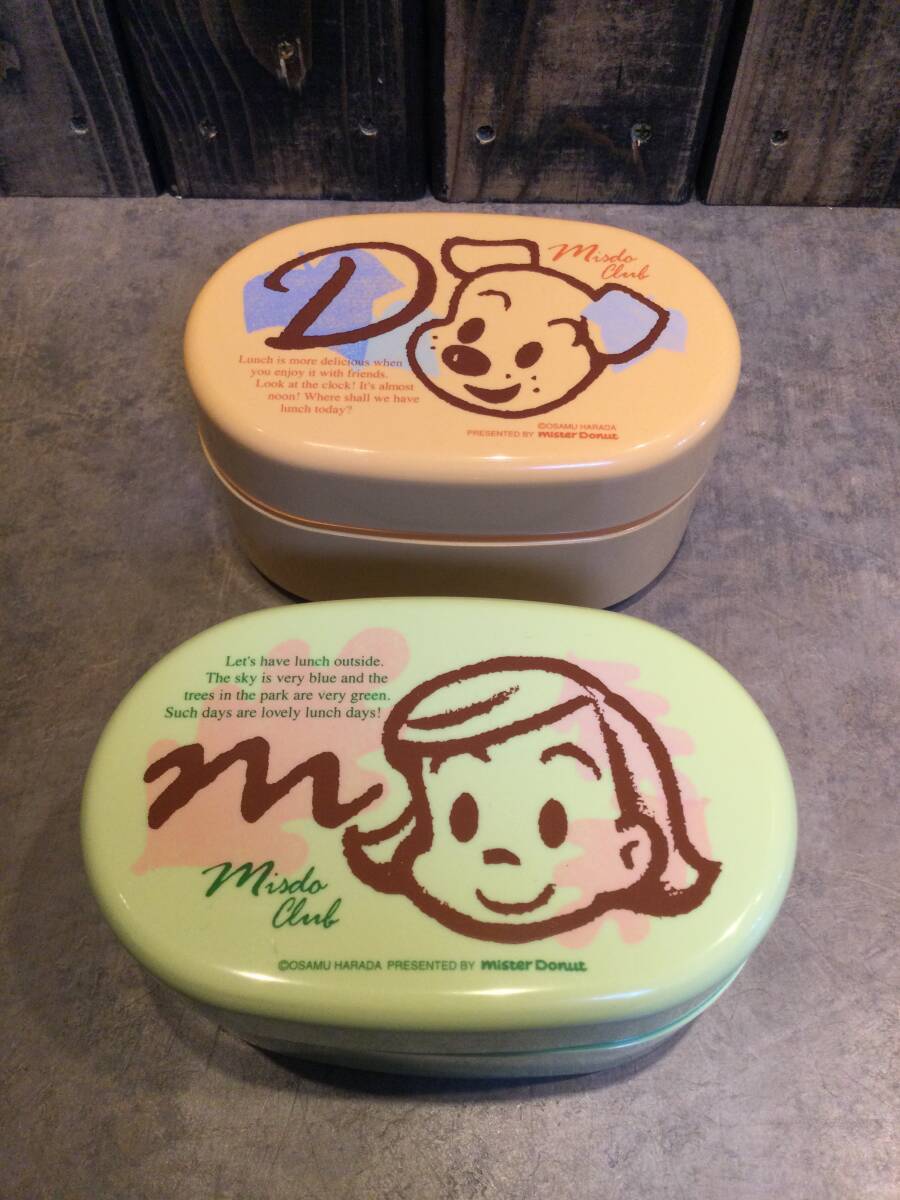 D
Misdo
Club
Lunch is more delicious when
you enjoy it with friends.
Look at the clock! It's almost
noon! Where shall we have
lunch today?
©OSAMU HARADA
PRESENTED BY mister Donut
Let's have lunch outside.
The sky is very blue and the
trees in the park are very green.
Such days are lovely lunch days!
m
Misdo
Club
©OSAMU HARADA PRESENTED BY mister Donut